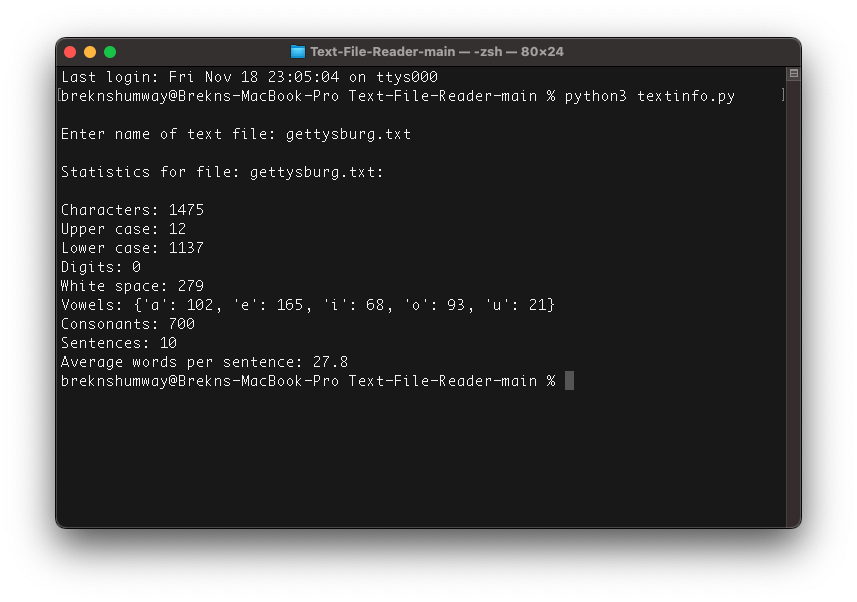 Text-File-Reader-main — -zsh — 80×24
Last login: Fri Nov 18 23:05:04 on ttys000
[breknshumway@Brekns-MacBook-Pro Text-File-Reader-main % python3 textinfo.py ]
Enter name of text file: gettysburg.txt
Statistics for file: gettysburg.txt:
Characters: 1475
Upper case: 12
Lower case: 1137
Digits: 0
White space: 279
Vowels: {'a': 102, 'e': 165, 'i': 68, 'o': 93, 'u': 21}
Consonants: 700
Sentences: 10
Average words per sentence: 27.8
breknshumway@Brekns-MacBook-Pro Text-File-Reader-main %